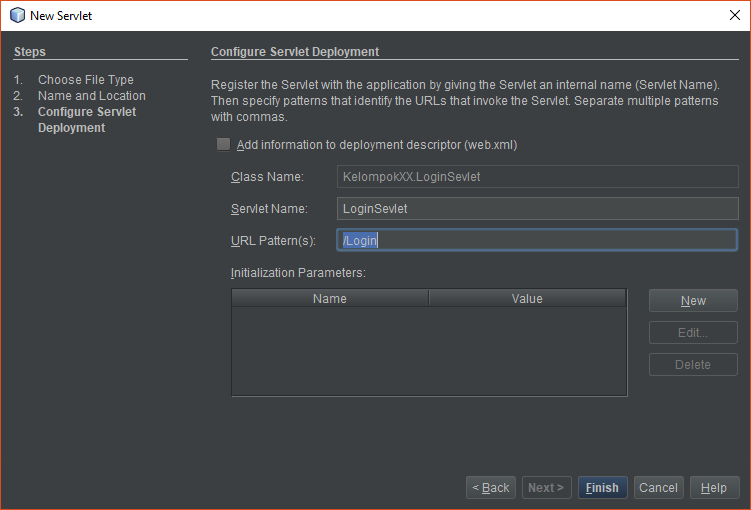 New Servlet
Steps
1. Choose File Type
2. Name and Location
3. Configure Servlet
Deployment
Configure Servlet Deployment
Register the Servlet with the application by giving the Servlet an internal name (Servlet Name).
Then specify patterns that identify the URLs that invoke the Servlet. Separate multiple patterns
with commas.
Add information to deployment descriptor (web.xml)
Class Name: KelompokXX.LoginSevlet
Servlet Name: LoginSevlet
URL Pattern(s): /Login
Initialization Parameters:
Name Value
New
Edit...
Delete
< Back Next > Finish Cancel Help